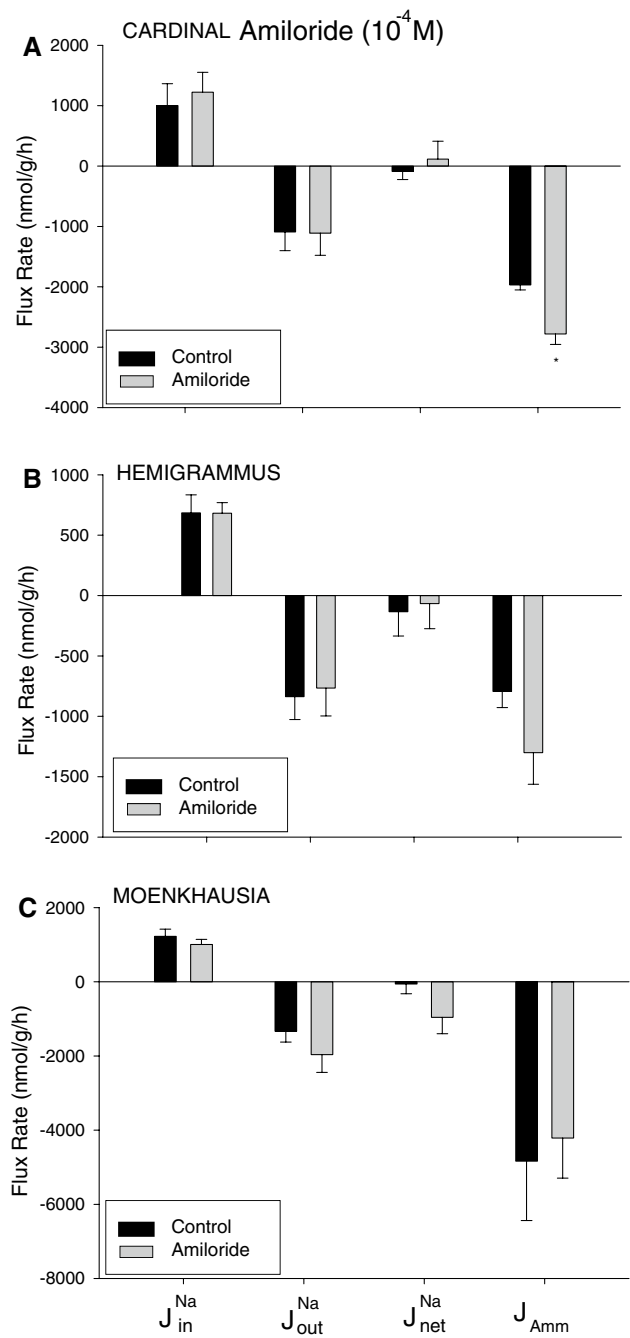 A CARDINAL Amiloride (10-4M)
2000
1000
0
-1000
-2000
-3000
-4000
Flux Rate (nmol/g/h)
Control
Amiloride
*
B HEMIGRAMMUS
1000
500
0
-500
-1000
-1500
-2000
Flux Rate (nmol/g/h)
Control
Amiloride
C MOENKHAUSIA
2000
0
-2000
-4000
-6000
-8000
Flux Rate (nmol/g/h)
Control
Amiloride
J Na in J Na out J Na net J Amm